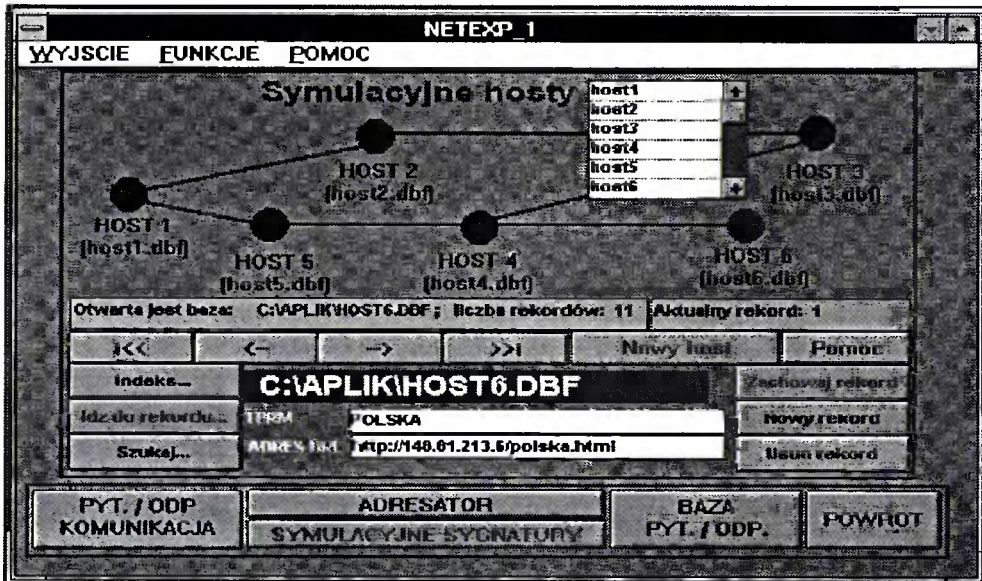 NETEXP_1
WYJSCIE FUNKCJE POMOC
Symulacyjne hosty
host1
host2
host3
host4
host5
host6
HOST 2
[host2.dbf]
HOST 3
[host3.dbf]
HOST 1
[host1.dbf]
HOST 5
[host5.dbf]
HOST 4
[host4.dbf]
HOST 6
[host6.dbf]
Otwarta jest baza: C:\APLIK\HOST6.DBF ; liczba rekordów: 11 Aktualny rekord: 1
|<< <-- --> >>| Nowy host Pomoc
Indeks... C:\APLIK\HOST6.DBF Zachowaj rekord
Idz do rekordu... TERM POLSKA Nowy rekord
Szukaj... ADRES http://148.81.213.6/polska.html Usun rekord
PYT. / ODP KOMUNIKACJA
ADRESATOR
SYMULACYJNE SYGNATURY
BAZA PYT. / ODP.
POWROT